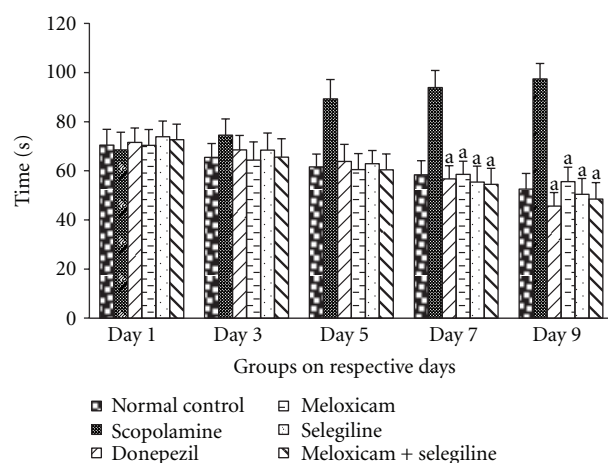 120
100
80
60
40
20
0
Time (s)
a a a a
a a a a
Day 1 Day 3 Day 5 Day 7 Day 9
Groups on respective days
Normal control Meloxicam
Scopolamine Selegiline
Donepezil Meloxicam + selegiline